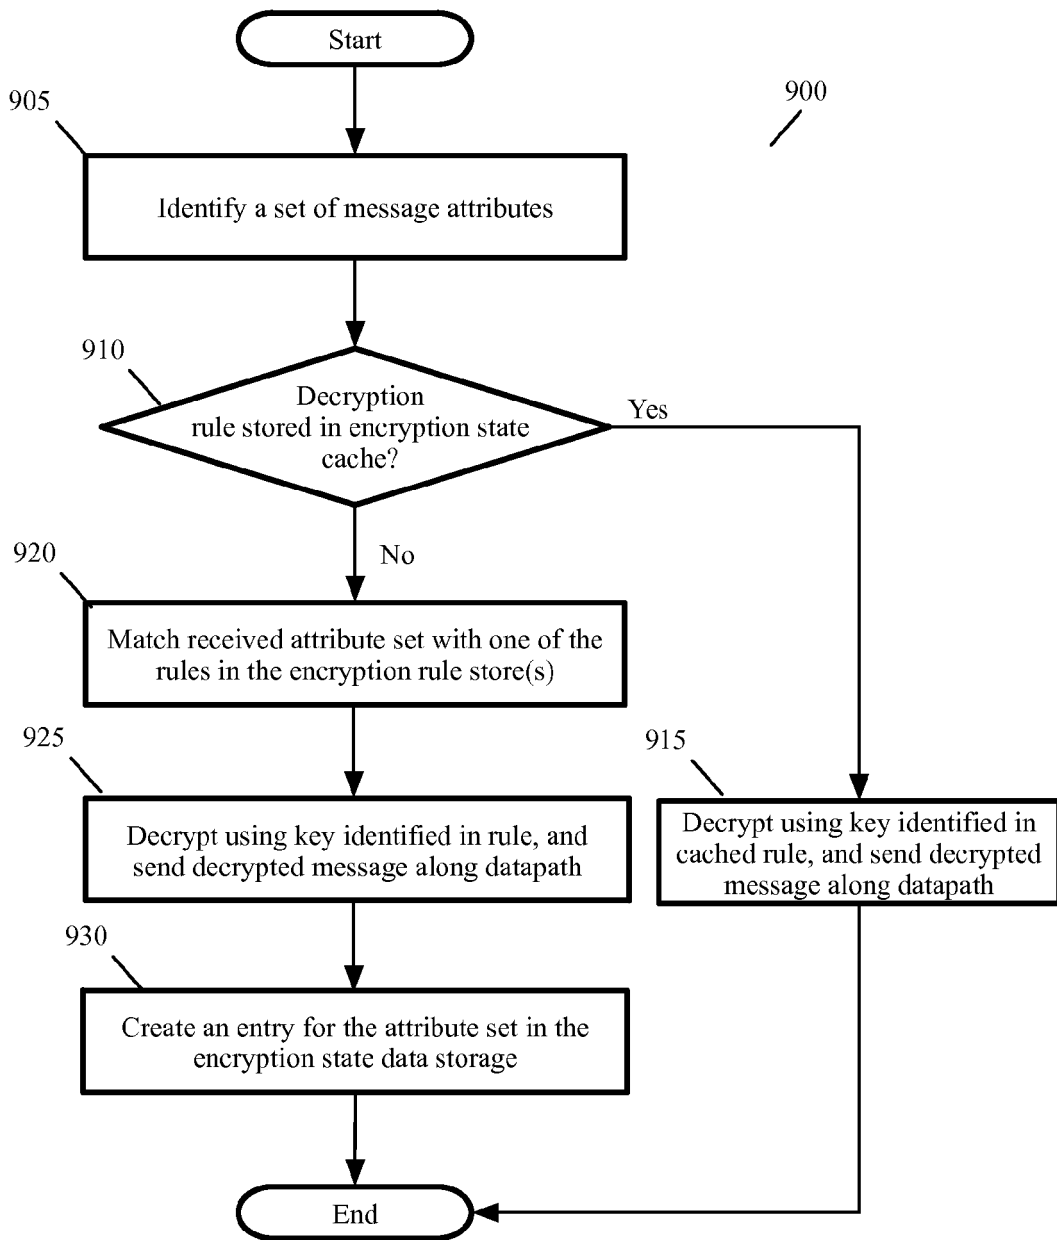 Start
905
900
Identify a set of message attributes
910
Decryption
rule stored in encryption state
cache?
Yes
No
920
Match received attribute set with one of the
rules in the encryption rule store(s)
925
Decrypt using key identified in rule, and
send decrypted message along datapath
915
Decrypt using key identified in
cached rule, and send decrypted
message along datapath
930
Create an entry for the attribute set in the
encryption state data storage
End